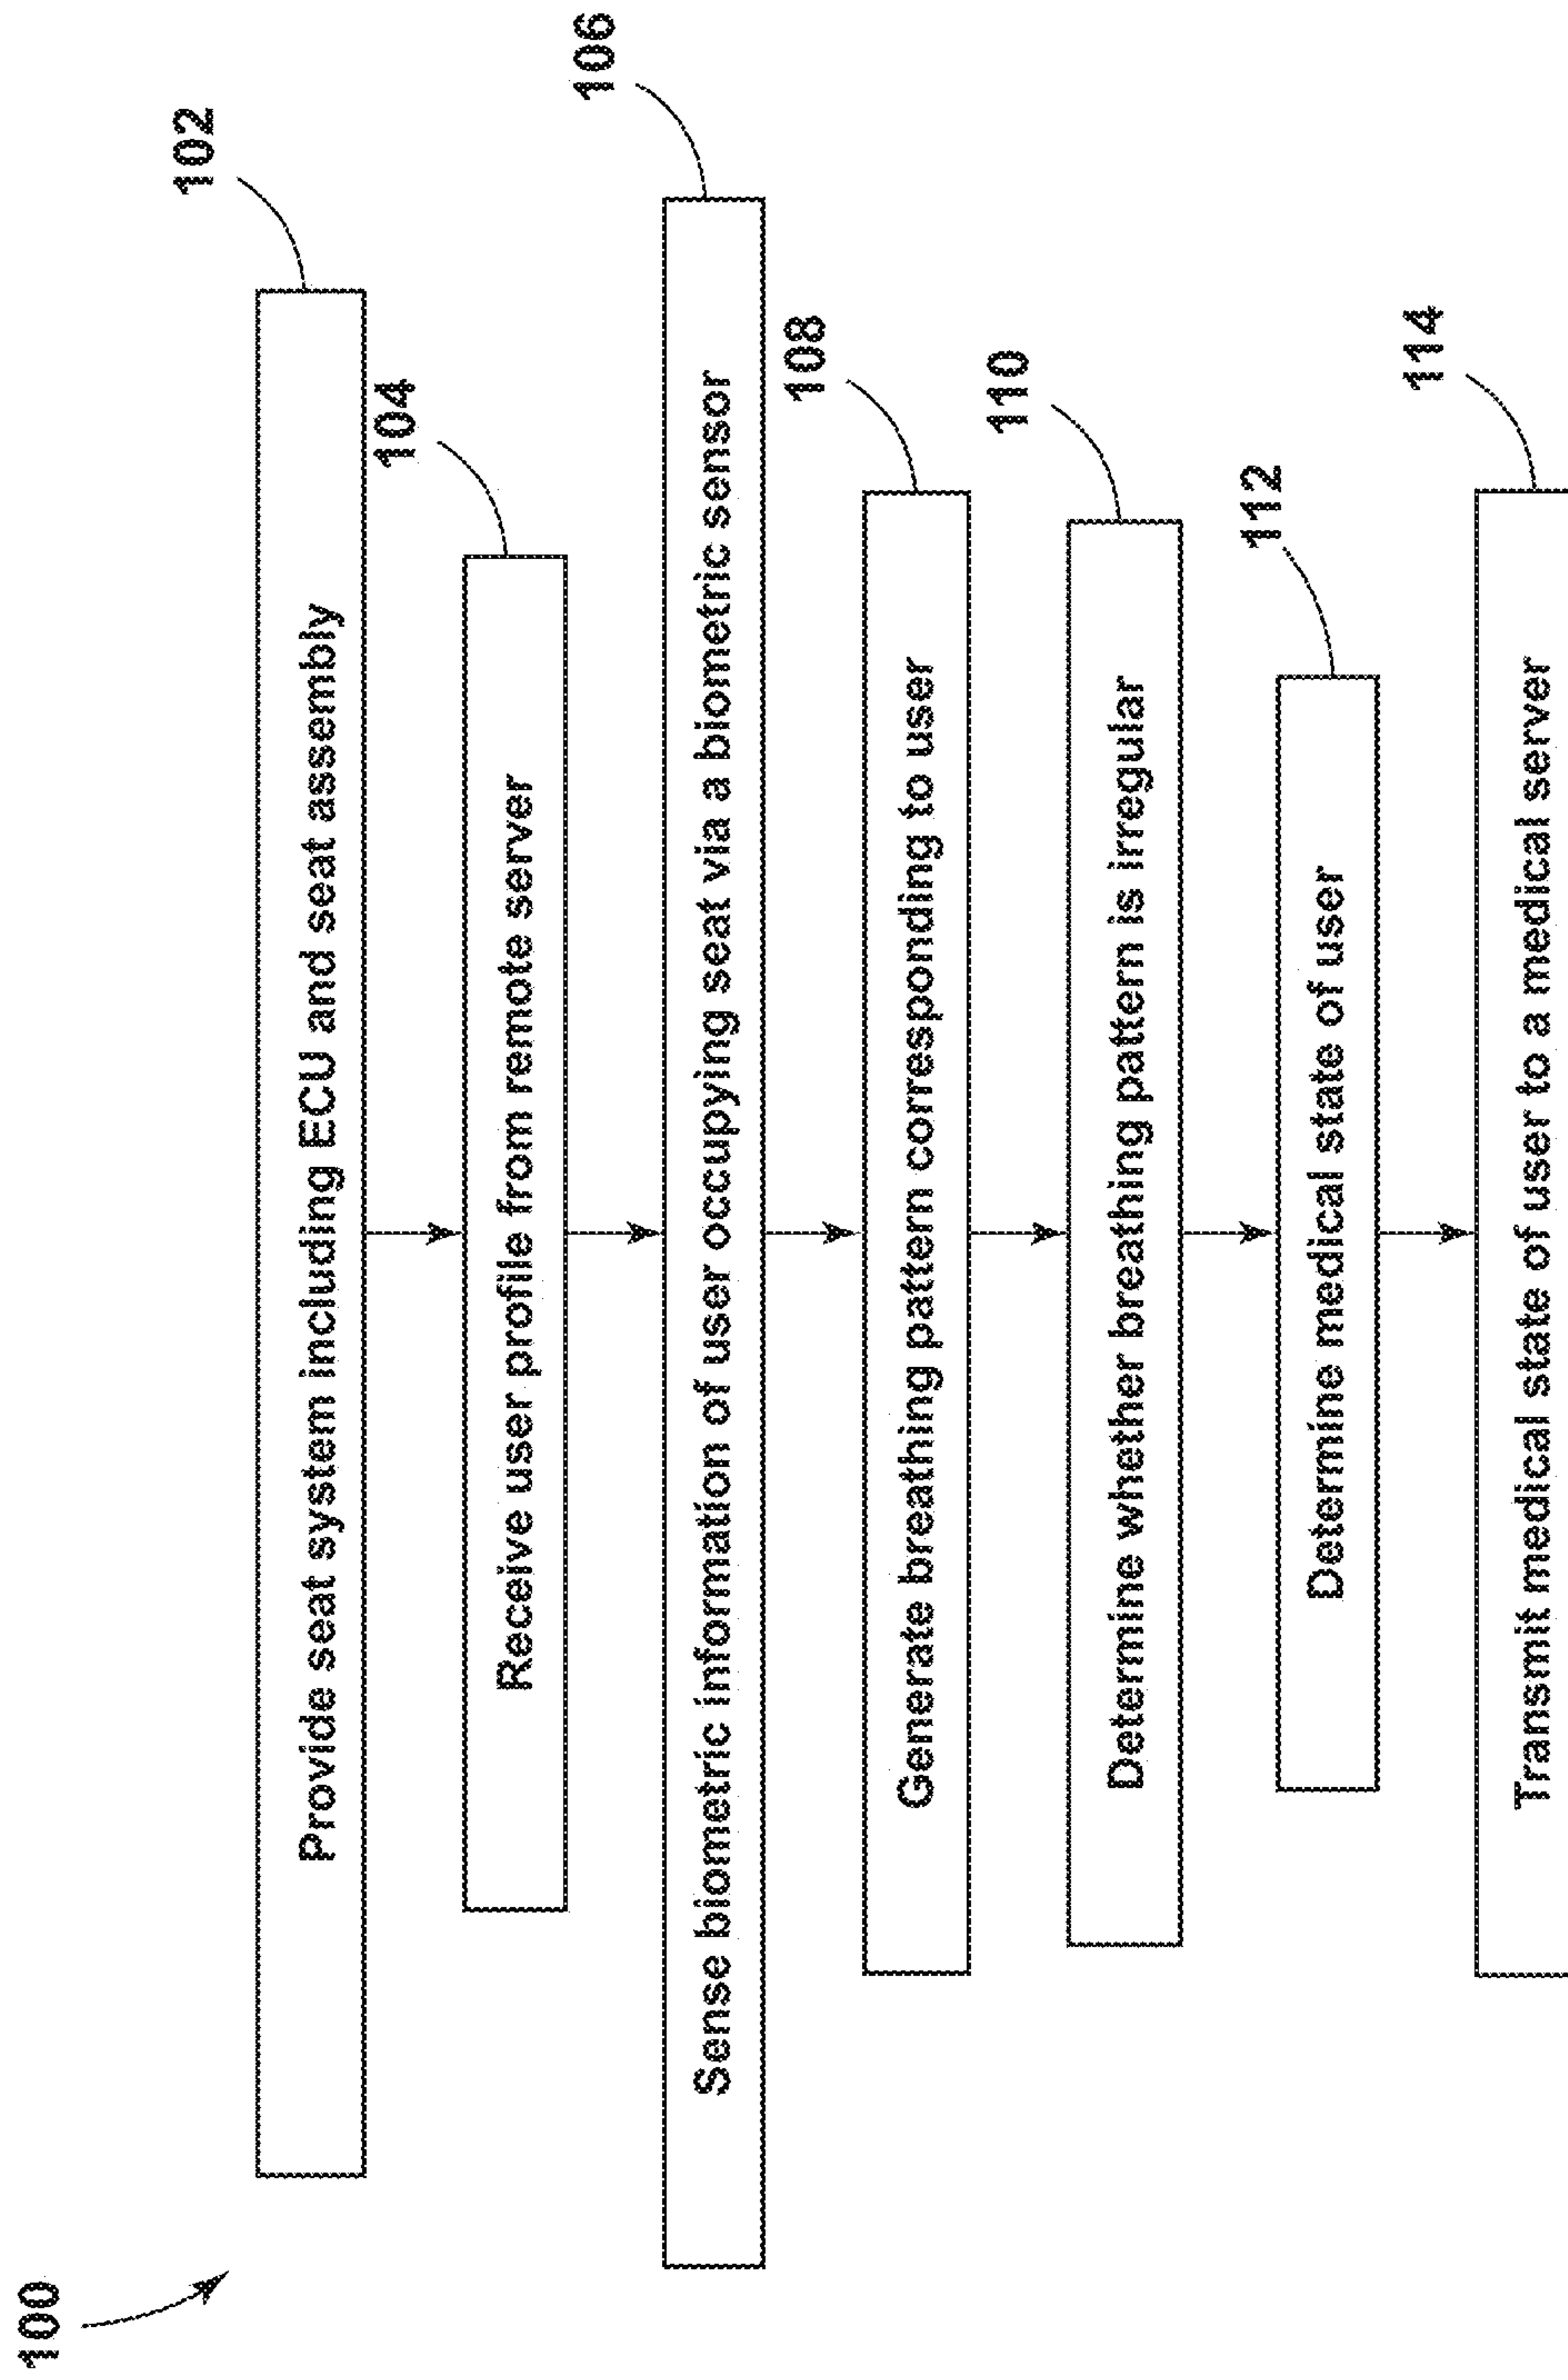 100
102
Provide seat system including ECU and seat assembly
104
Receive user profile from remote server
106
Sense biometric information of user occupying seat via a biometric sensor
108
Generate breathing pattern corresponding to user
110
Determine whether breathing pattern is irregular
112
Determine medical state of user
114
Transmit medical state of user to a medical server